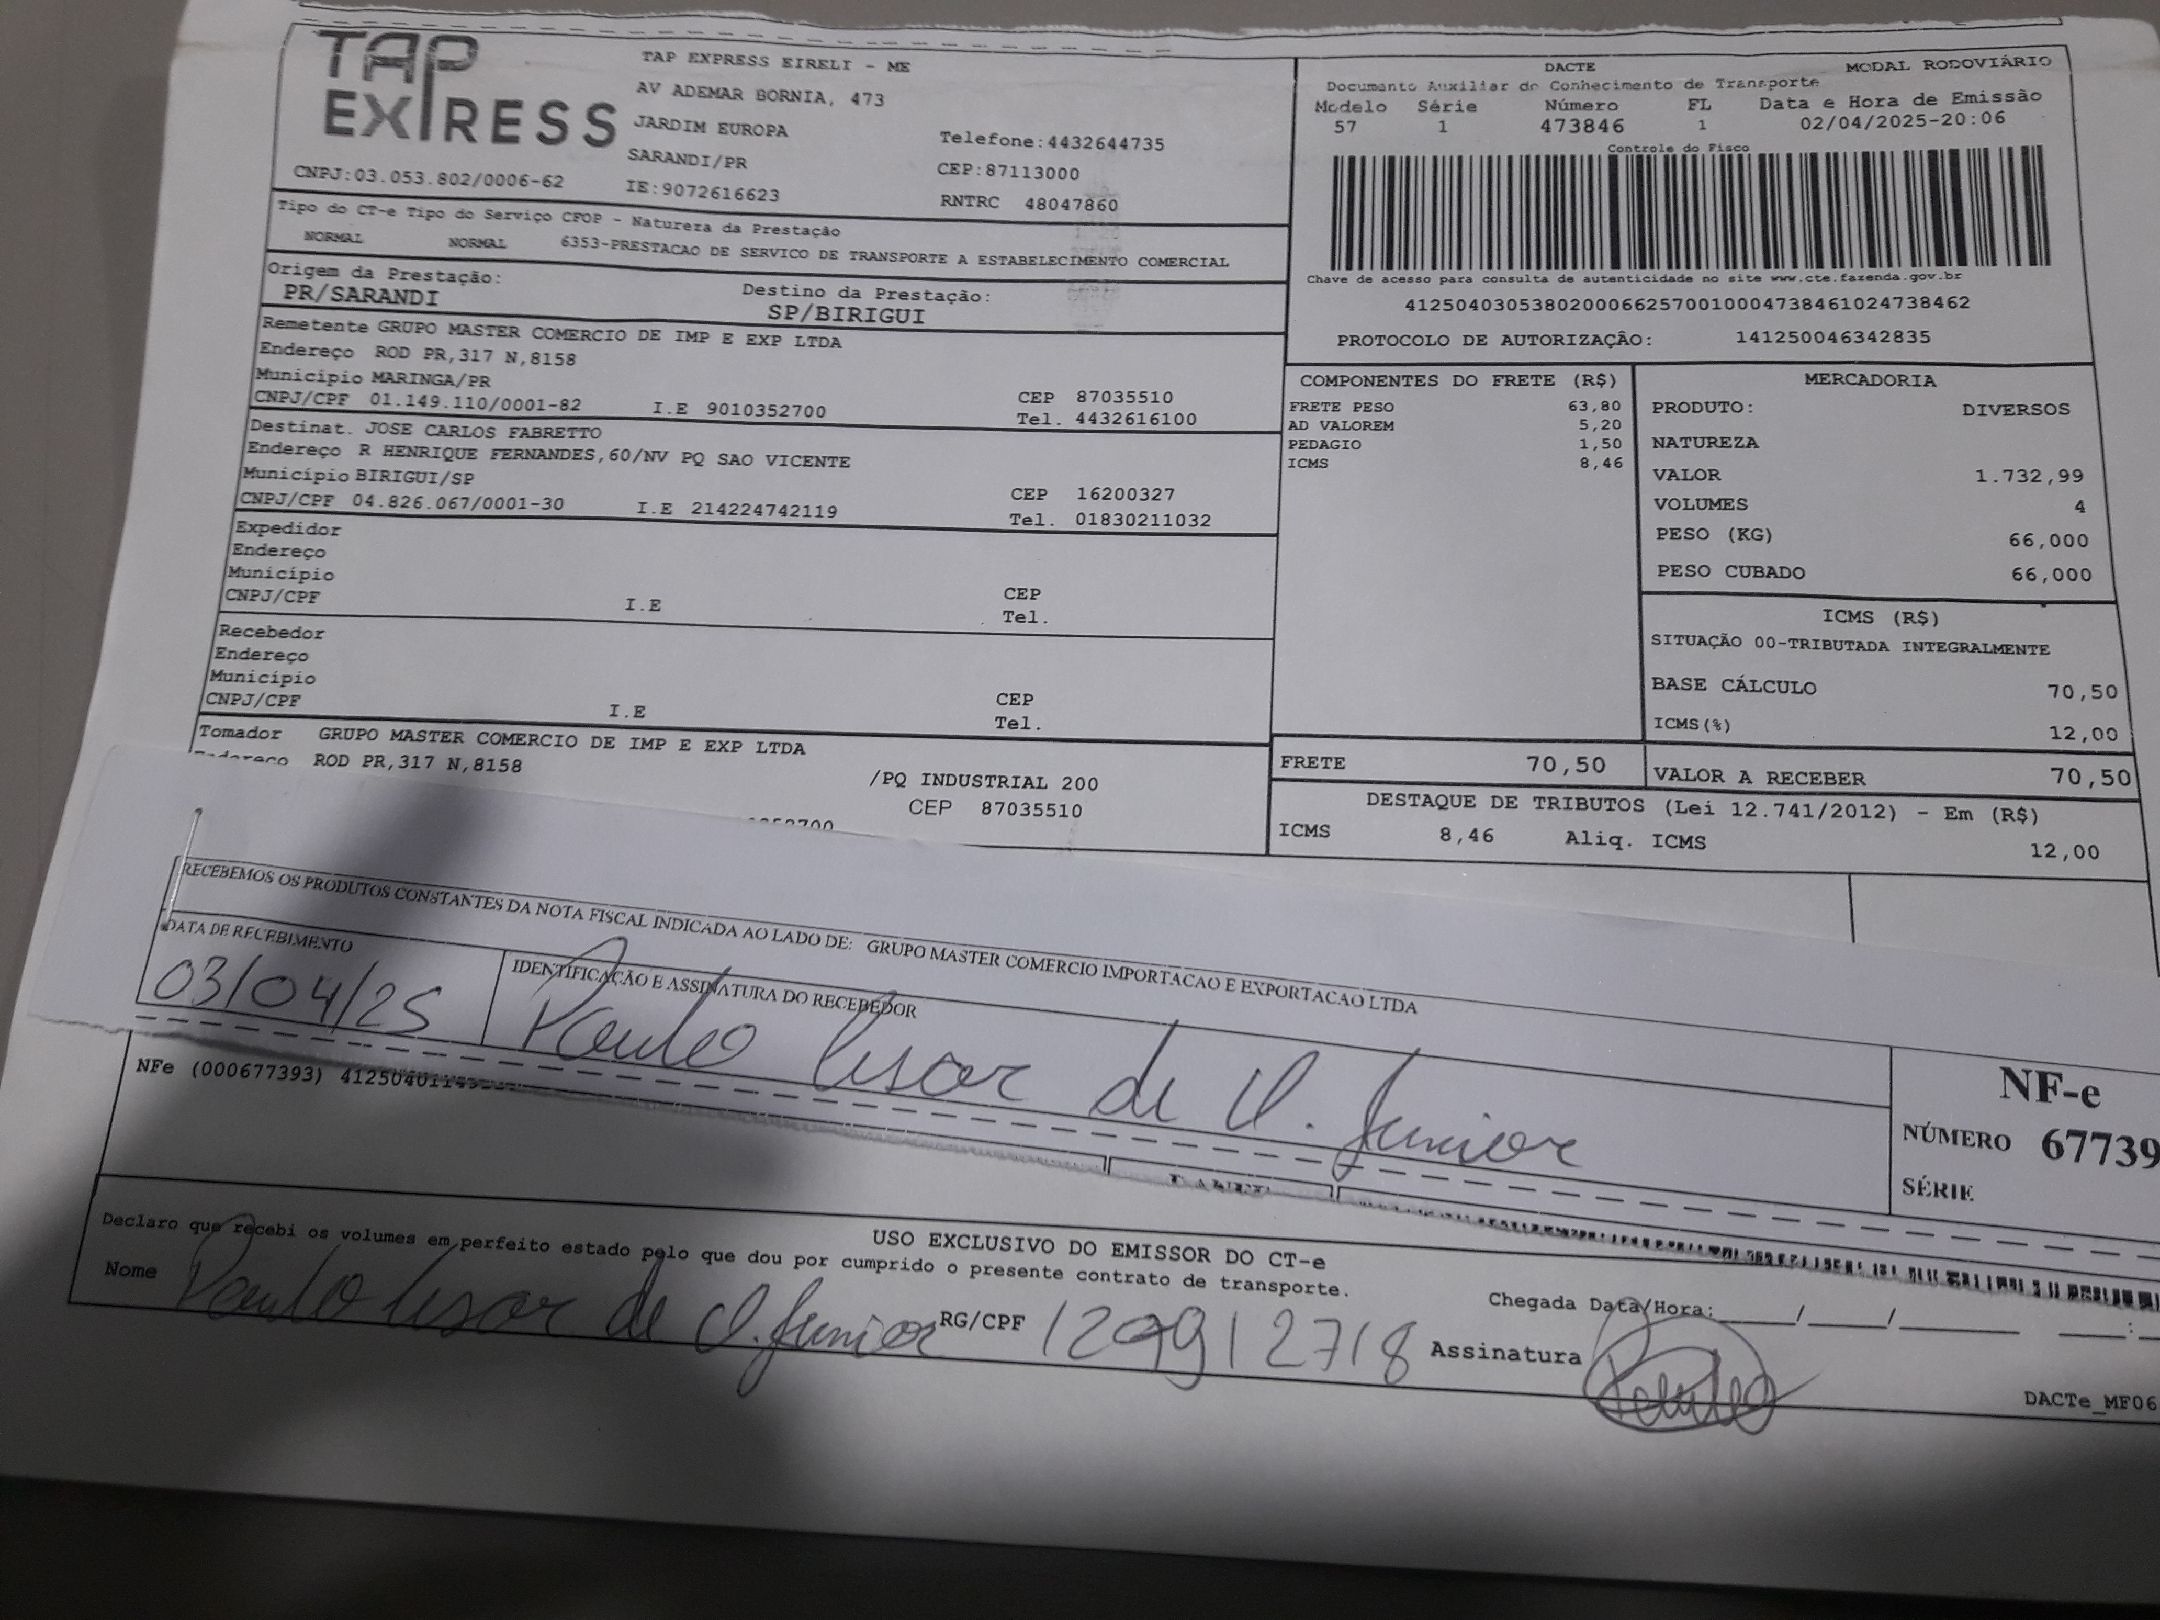 TAP
EXPRESS
TAP EXPRESS EIRELI - ME
AV ADEMAR BORNIA, 473
JARDIM EUROPA
SARANDI/PR
Telefone:4432644735
CEP:87113000
CNPJ:03.053.802/0006-62
IE:9072616623
RNTRC 48047860
DACTE
MODAL RODOVIÁRIO
Documento Auxiliar do Conhecimento de Transporte
Modelo Série Número FL Data e Hora de Emissão
57 1 473846 1 02/04/2025-20:06
Controle do Fisco
Chave de acesso para consulta de autenticidade no site www.cte.fazenda.gov.br
41250403053802000662570010004738461024738462
PROTOCOLO DE AUTORIZAÇÃO: 141250046342835
Tipo do CT-e Tipo do Serviço CFOP - Natureza da Prestação
NORMAL NORMAL 6353-PRESTACAO DE SERVICO DE TRANSPORTE A ESTABELECIMENTO COMERCIAL
Origem da Prestação: Destino da Prestação:
PR/SARANDI SP/BIRIGUI
Remetente GRUPO MASTER COMERCIO DE IMP E EXP LTDA
Endereço ROD PR,317 N,8158
Município MARINGA/PR CEP 87035510
CNPJ/CPF 01.149.110/0001-82 I.E 9010352700 Tel. 4432616100
Destinat. JOSE CARLOS FABRETTO
Endereço R HENRIQUE FERNANDES,60/NV PQ SAO VICENTE
Município BIRIGUI/SP CEP 16200327
CNPJ/CPF 04.826.067/0001-30 I.E 214224742119 Tel. 01830211032
Expedidor
Endereço
Município CEP
CNPJ/CPF I.E Tel.
Recebedor
Endereço
Município CEP
CNPJ/CPF I.E Tel.
Tomador GRUPO MASTER COMERCIO DE IMP E EXP LTDA
Endereço ROD PR,317 N,8158 /PQ INDUSTRIAL 200
CEP 87035510
COMPONENTES DO FRETE (R$)
FRETE PESO 63,80
AD VALOREM 5,20
PEDAGIO 1,50
ICMS 8,46
MERCADORIA
PRODUTO: DIVERSOS
NATUREZA
VALOR 1.732,99
VOLUMES 4
PESO (KG) 66,000
PESO CUBADO 66,000
ICMS (R$)
SITUAÇÃO 00-TRIBUTADA INTEGRALMENTE
BASE CÁLCULO 70,50
ICMS(%) 12,00
FRETE 70,50 VALOR A RECEBER 70,50
DESTAQUE DE TRIBUTOS (Lei 12.741/2012) - Em (R$)
ICMS 8,46 Aliq. ICMS 12,00
RECEBEMOS OS PRODUTOS CONSTANTES DA NOTA FISCAL INDICADA AO LADO DE: GRUPO MASTER COMERCIO IMPORTACAO E EXPORTACAO LTDA
DATA DE RECEBIMENTO IDENTIFICAÇÃO E ASSINATURA DO RECEBEDOR
03/04/25 Paulo Cesar de O. Junior
NF-e
NÚMERO 67739
SÉRIE
NFe (000677393) 412504011
USO EXCLUSIVO DO EMISSOR DO CT-e
Declaro que recebi os volumes em perfeito estado pelo que dou por cumprido o presente contrato de transporte.
Nome Paulo Cesar de O. Junior RG/CPF 129912718 Assinatura Paulo
Chegada Data/Hora: / / :
DACTe_MF06